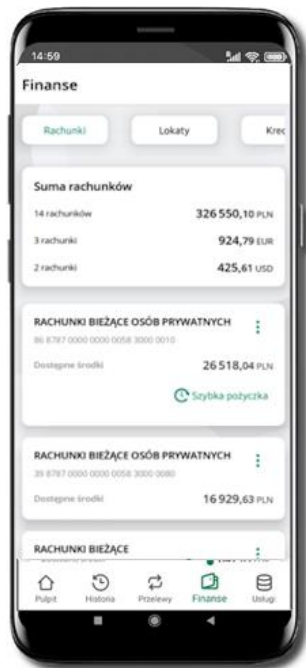 14:59
Finanse
Rachunki Lokaty Kred
Suma rachunków
14 rachunków 326 550,10 PLN
3 rachunki 924,79 EUR
2 rachunki 425,61 USD
RACHUNKI BIEŻĄCE OSÓB PRYWATNYCH
86 8787 0000 0000 0058 3000 0010
Dostępne środki 26 518,04 PLN
Szybka pożyczka
RACHUNKI BIEŻĄCE OSÓB PRYWATNYCH
39 8787 0000 0000 0058 3000 0080
Dostępne środki 16 929,63 PLN
RACHUNKI BIEŻĄCE
Pulpit Historia Przelewy Finanse Usługi